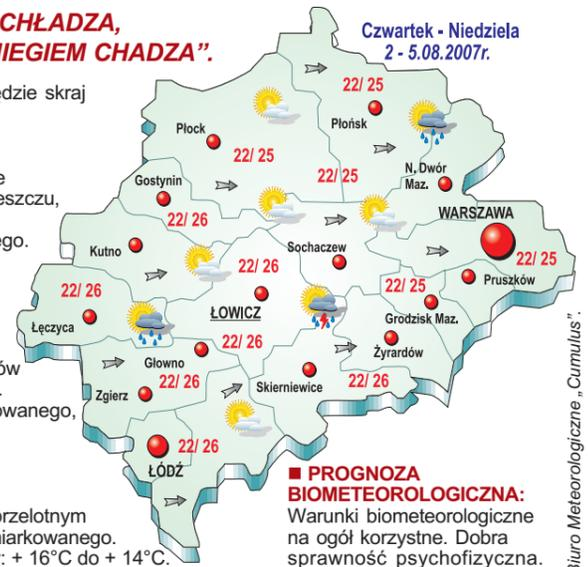 CHŁADZA,
NIEGIEM CHADZA”.
Czwartek - Niedziela
2 - 5.08.2007r.
skraj
22/ 25
Płock
Płońsk
22/ 25
N. Dwór
Maz.
22/ 25
Gostynin
eszczu,
22/ 26
WARSZAWA
ego.
Kutno
Sochaczew
22/ 25
22/ 26
Pruszków
22/ 26
22/ 25
ŁOWICZ
Łęczyca
Grodzisk Maz.
22/ 26
Żyrardów
Głowno
22/ 26
Skierniewice
22/ 26
Zgierz
owanego,
22/ 26
ŁÓDŹ
■ PROGNOZA
BIOMETEOROLOGICZNA:
przelotnym
Warunki biometeorologiczne
miarkowanego.
na ogół korzystne. Dobra
: + 16°C do + 14°C.
sprawność psychofizyczna.
Biuro Meteorologiczne „Cumulus”.